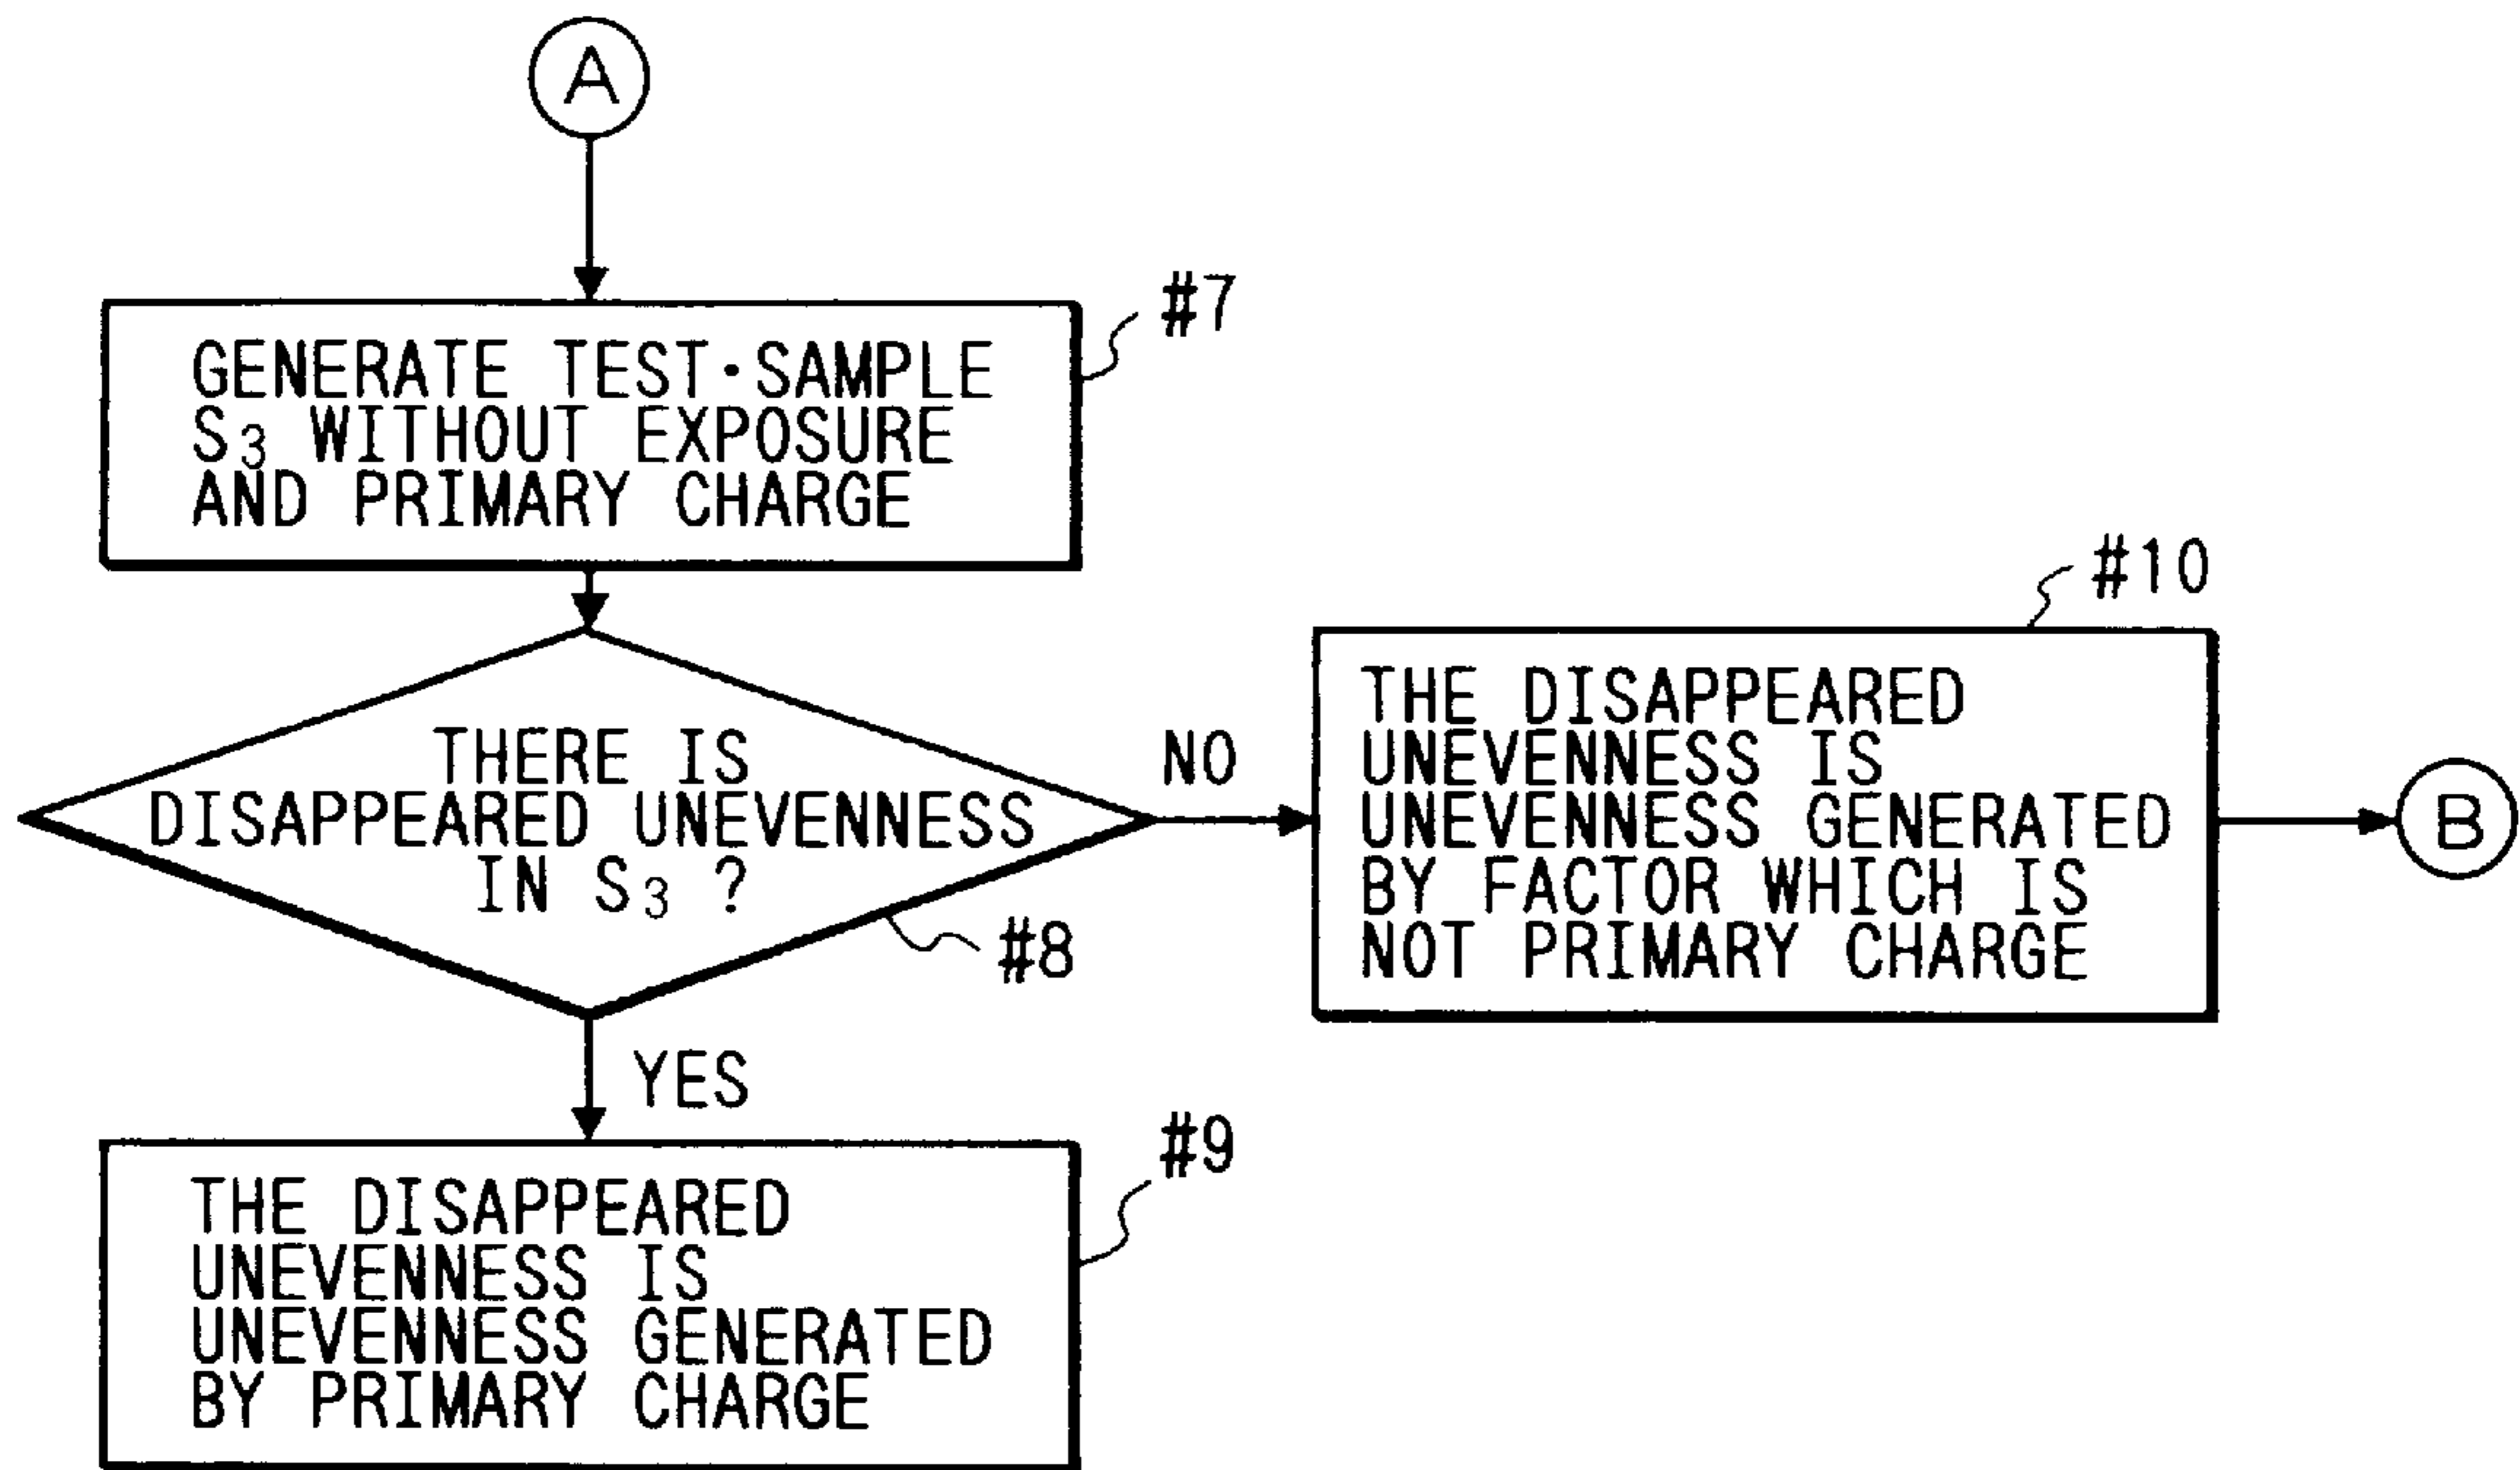 A
#7
GENERATE TEST·SAMPLE
S₃ WITHOUT EXPOSURE
AND PRIMARY CHARGE
THERE IS
DISAPPEARED UNEVENNESS
IN S₃ ?
#8
NO
#10
THE DISAPPEARED
UNEVENNESS IS
UNEVENNESS GENERATED
BY FACTOR WHICH IS
NOT PRIMARY CHARGE
B
YES
#9
THE DISAPPEARED
UNEVENNESS IS
UNEVENNESS GENERATED
BY PRIMARY CHARGE